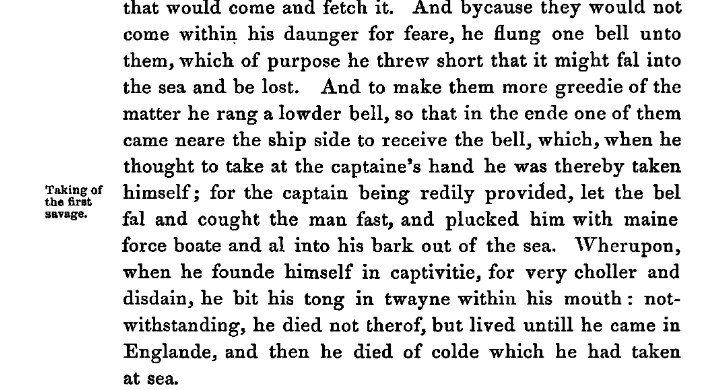 that would come and fetch it. And bycause they would not
come within his daunger for feare, he flung one bell unto
them, which of purpose he threw short that it might fal into
the sea and be lost. And to make them more greedie of the
matter he rang a lowder bell, so that in the ende one of them
came neare the ship side to receive the bell, which, when he
thought to take at the captaine's hand he was thereby taken
Taking of
the first
savage.
himself; for the captain being redily provided, let the bel
fal and cought the man fast, and plucked him with maine
force boate and al into his bark out of the sea. Wherupon,
when he founde himself in captivitie, for very choller and
disdain, he bit his tong in twayne within his mouth: not-
withstanding, he died not therof, but lived untill he came in
Englande, and then he died of colde which he had taken
at sea.